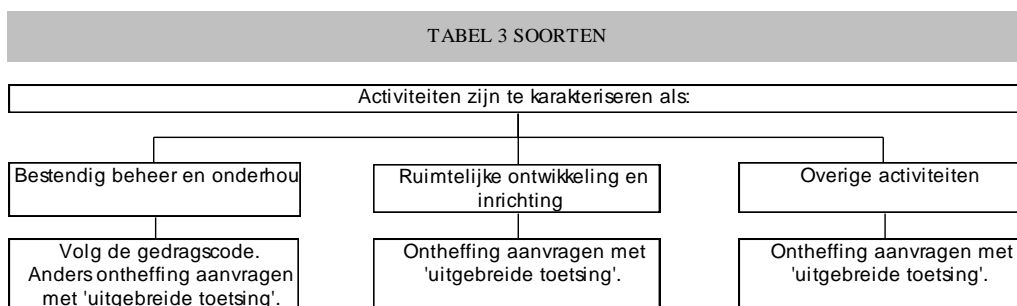 TABEL 3 SOORTEN
Activiteiten zijn te karakteriseren als:
Bestendig beheer en onderhou
Ruimtelijke ontwikkeling en
inrichting
Overige activiteiten
Volg de gedragscode.
Anders ontheffing aanvragen
met 'uitgebreide toetsing'.
Ontheffing aanvragen met
'uitgebreide toetsing'.
Ontheffing aanvragen met
'uitgebreide toetsing'.